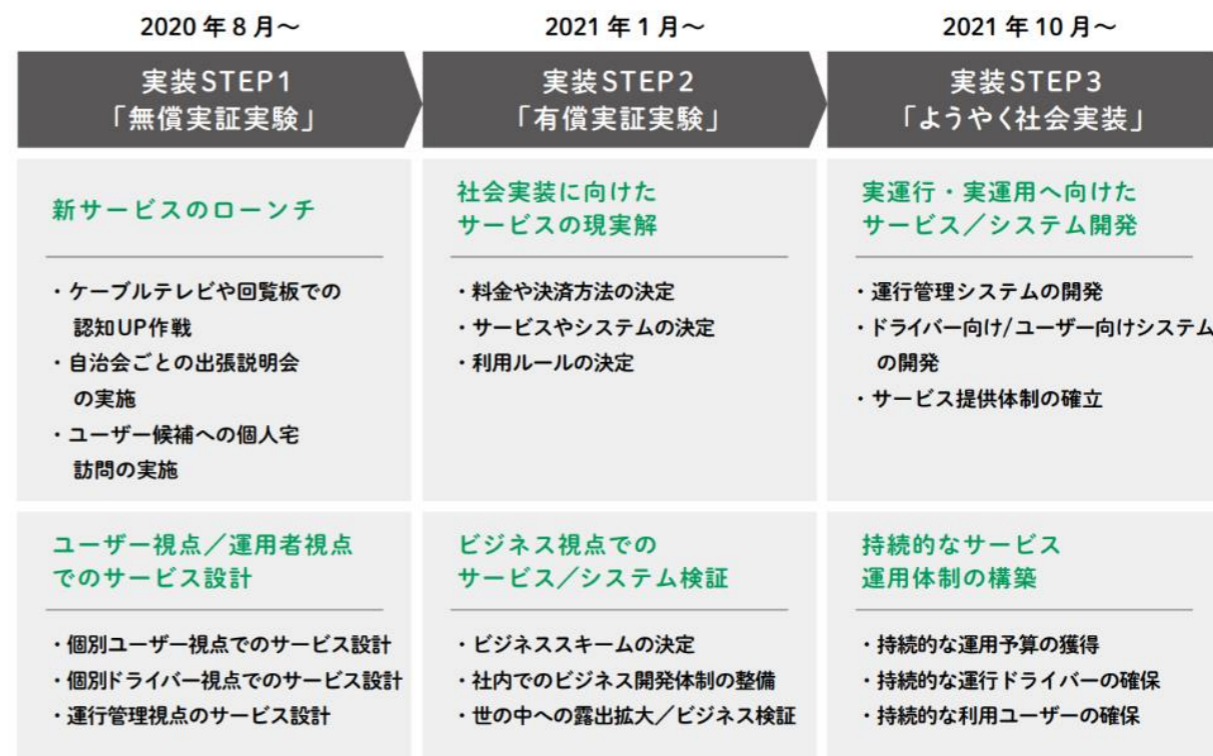 2020年8月～
実装STEP1
「無償実証実験」
新サービスのローンチ
・ケーブルテレビや回覧板での
認知UP作戦
・自治会ごとの出張説明会
の実施
・ユーザー候補への個人宅
訪問の実施
ユーザー視点／運用者視点
でのサービス設計
・個別ユーザー視点でのサービス設計
・個別ドライバー視点でのサービス設計
・運行管理視点のサービス設計
2021年1月～
実装STEP2
「有償実証実験」
社会実装に向けた
サービスの現実解
・料金や決済方法の決定
・サービスやシステムの決定
・利用ルールの決定
ビジネス視点での
サービス／システム検証
・ビジネススキームの決定
・社内でのビジネス開発体制の整備
・世の中への露出拡大／ビジネス検証
2021年10月～
実装STEP3
「ようやく社会実装」
実運行・実運用へ向けた
サービス／システム開発
・運行管理システムの開発
・ドライバー向け/ユーザー向けシステム
の開発
・サービス提供体制の確立
持続的なサービス
運用体制の構築
・持続的な運用予算の獲得
・持続的な運行ドライバーの確保
・持続的な利用ユーザーの確保